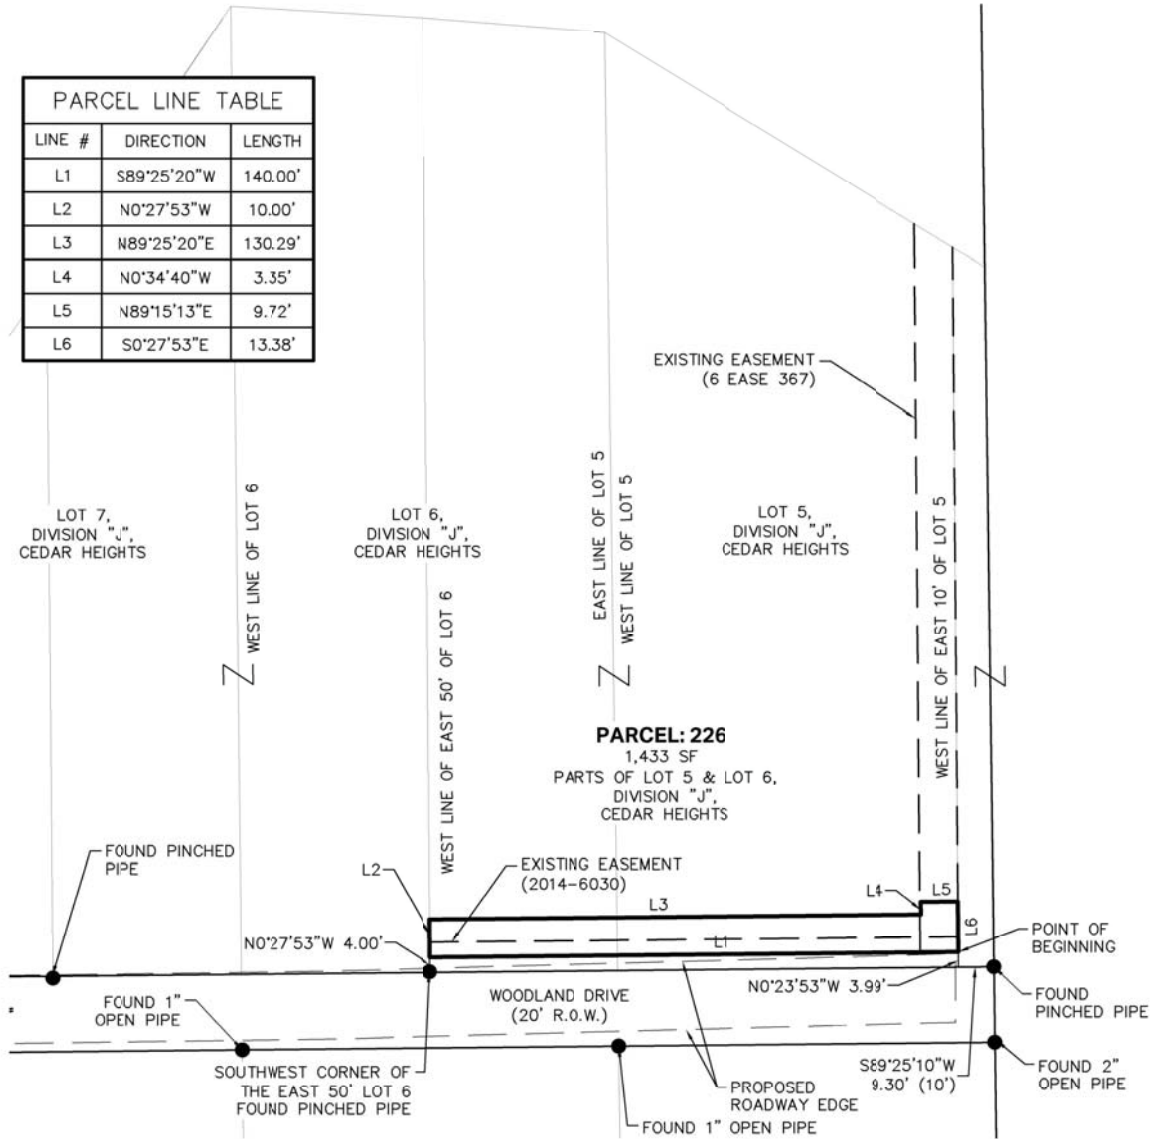 PARCEL LINE TABLE
LINE # DIRECTION LENGTH
L1 S89°25'20"W 140.00'
L2 N0°27'53"W 10.00'
L3 N89°25'20"E 130.29'
L4 N0°34'40"W 3.35'
L5 N89°15'13"E 9.72'
L6 S0°27'53"E 13.38'
EXISTING EASEMENT
(6 EASE 367)
LOT 7,
DIVISION "J",
CEDAR HEIGHTS
WEST LINE OF LOT 6
LOT 6,
DIVISION "J",
CEDAR HEIGHTS
WEST LINE OF EAST 50' OF LOT 6
EAST LINE OF LOT 5
WEST LINE OF LOT 5
LOT 5,
DIVISION "J",
CEDAR HEIGHTS
WEST LINE OF EAST 10' OF LOT 5
PARCEL: 226
1,433 SF
PARTS OF LOT 5 & LOT 6,
DIVISION "J",
CEDAR HEIGHTS
FOUND PINCHED
PIPE
L2
EXISTING EASEMENT
(2014-6030)
L3
L4
L5
L6
L1
POINT OF
BEGINNING
N0°27'53"W 4.00'
N0°23'53"W 3.99'
WOODLAND DRIVE
(20' R.O.W.)
FOUND 1"
OPEN PIPE
FOUND
PINCHED PIPE
SOUTHWEST CORNER OF
THE EAST 50' LOT 6
FOUND PINCHED PIPE
S89°25'10"W
9.30' (10')
FOUND 2"
OPEN PIPE
PROPOSED
ROADWAY EDGE
FOUND 1" OPEN PIPE